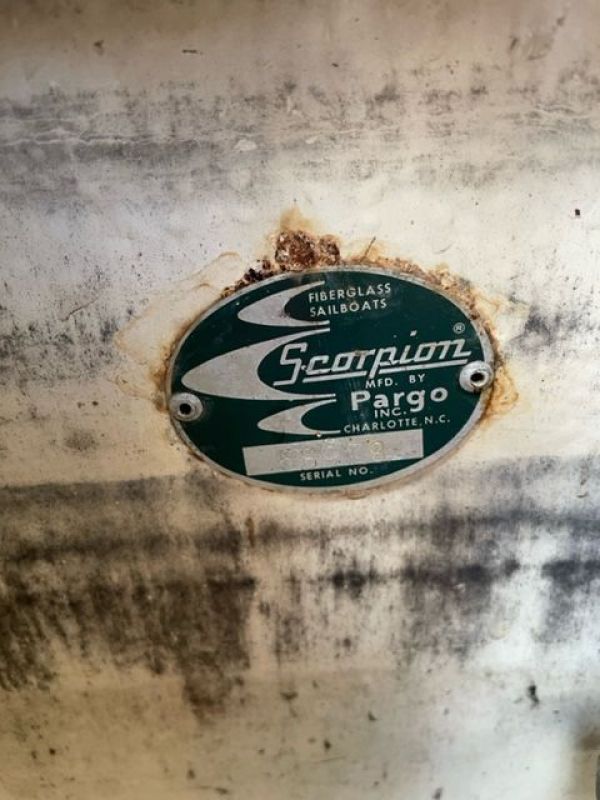 FIBERGLASS
SAILBOATS
Scorpion ®
MFD. BY
Pargo
INC.
CHARLOTTE, N.C.
SERIAL NO.